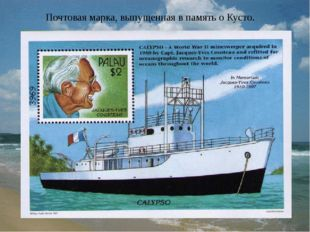 Почтовая марка, выпущенная в память о Кусто.
CALYPSO - a World War II minesweeper acquired in
1950 by Capt. Jacques-Yves Cousteau and refitted for
oceanographic research to monitor conditions of
oceans throughout the world.
PALAU
$2
3969
In Memoriam
Jacques-Yves Cousteau
1910-1997
JACQUES-YVES
COUSTEAU
CALYPSO